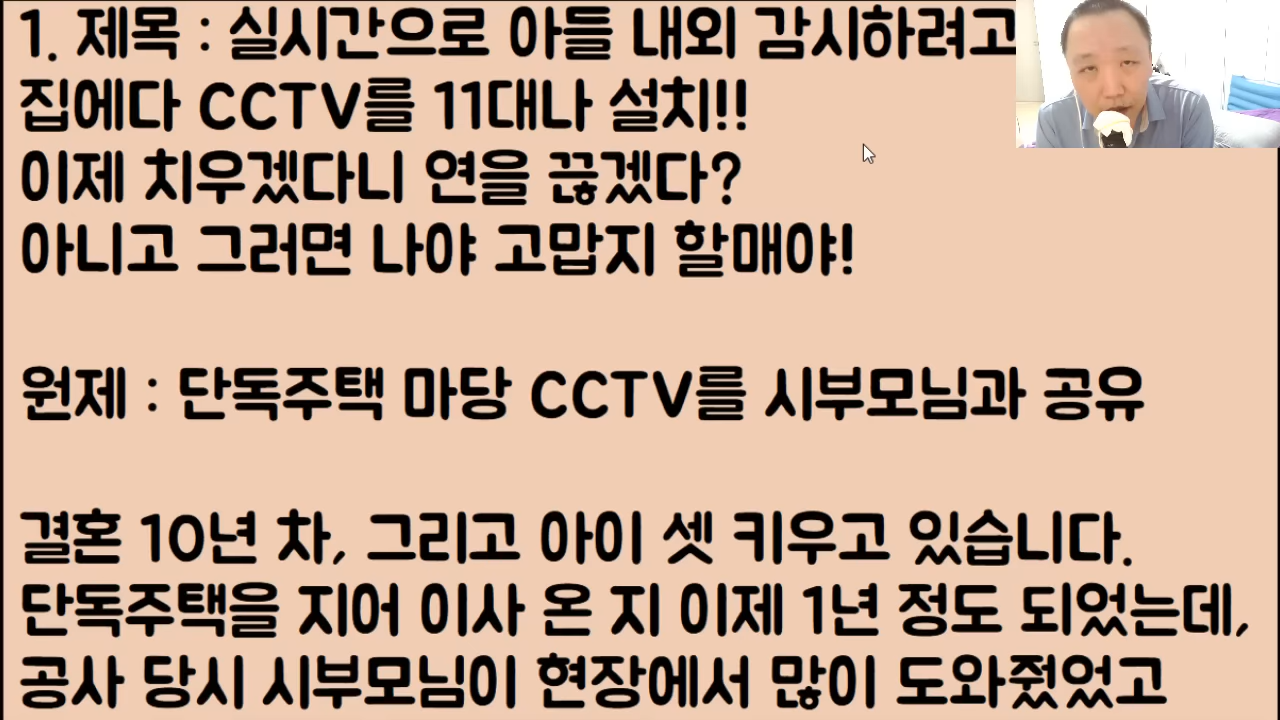 1. 제목 : 실시간으로 아들 내외 감시하려고
집에다 CCTV를 11대나 설치!!
이제 치우겠다니 연을 끊겠다?
아니고 그러면 나야 고맙지 할매야!
원제 : 단독주택 마당 CCTV를 시부모님과 공유
결혼 10년 차, 그리고 아이 셋 키우고 있습니다.
단독주택을 지어 이사 온 지 이제 1년 정도 되었는데,
공사 당시 시부모님이 현장에서 많이 도와줬었고